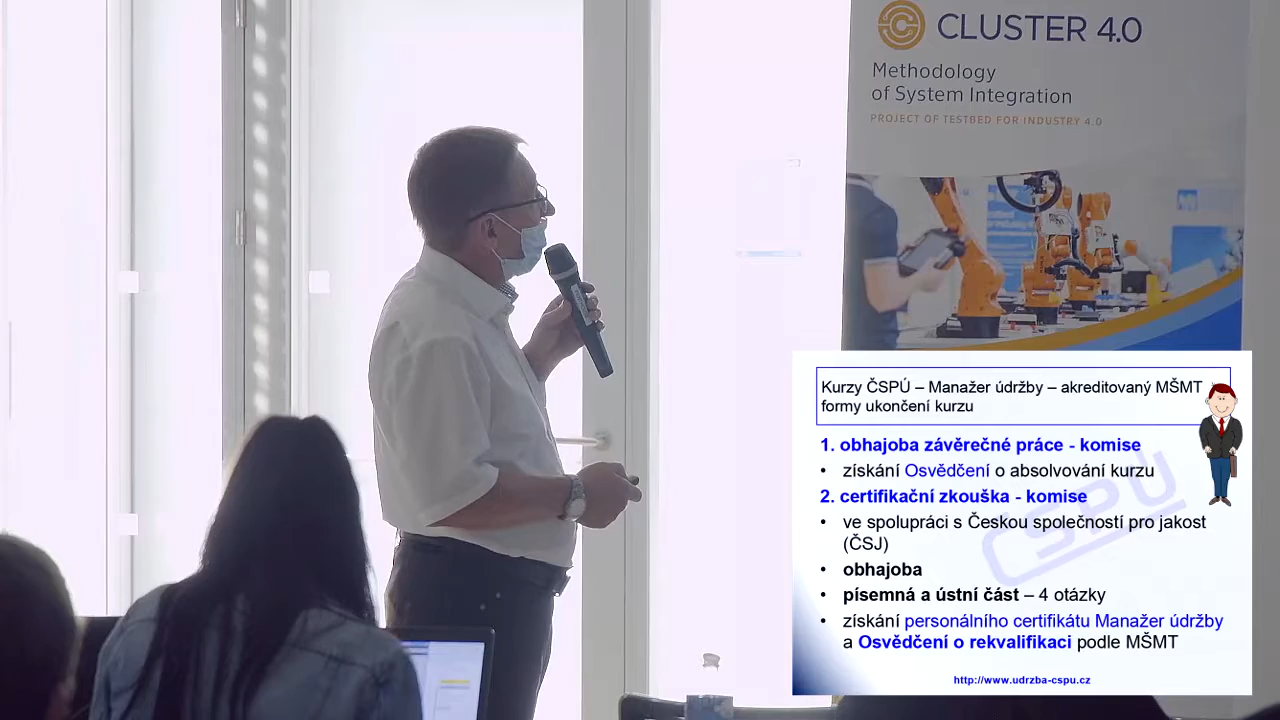 CLUSTER 4.0
Methodology
of System Integration
PROJECT OF TESTBED FOR INDUSTRY 4.0
Kurzy ČSPÚ – Manažer údržby – akreditovaný MŠMT
formy ukončení kurzu
1. obhajoba závěrečné práce - komise
• získání Osvědčení o absolvování kurzu
2. certifikační zkouška - komise
• ve spolupráci s Českou společností pro jakost
(ČSJ)
• obhajoba
• písemná a ústní část – 4 otázky
• získání personálního certifikátu Manažer údržby
a Osvědčení o rekvalifikaci podle MŠMT
ČSPÚ
http://www.udrzba-cspu.cz